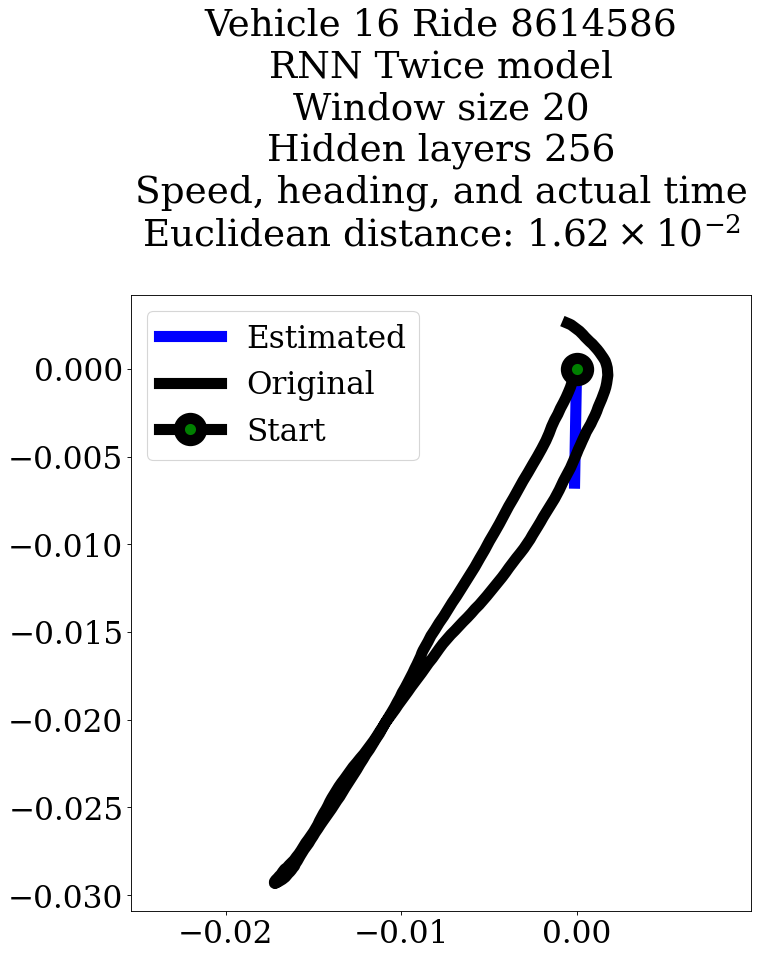 Vehicle 16 Ride 8614586
RNN Twice model
Window size 20
Hidden layers 256
Speed, heading, and actual time
Euclidean distance: 1.62 × 10⁻²
Estimated
Original
Start
0.000
−0.005
−0.010
−0.015
−0.020
−0.025
−0.030
−0.02
−0.01
0.00